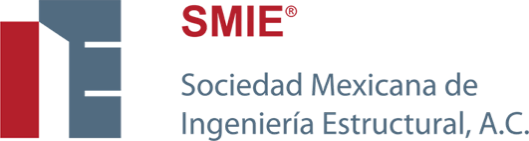 SMIE®
Sociedad Mexicana de
Ingeniería Estructural, A.C.